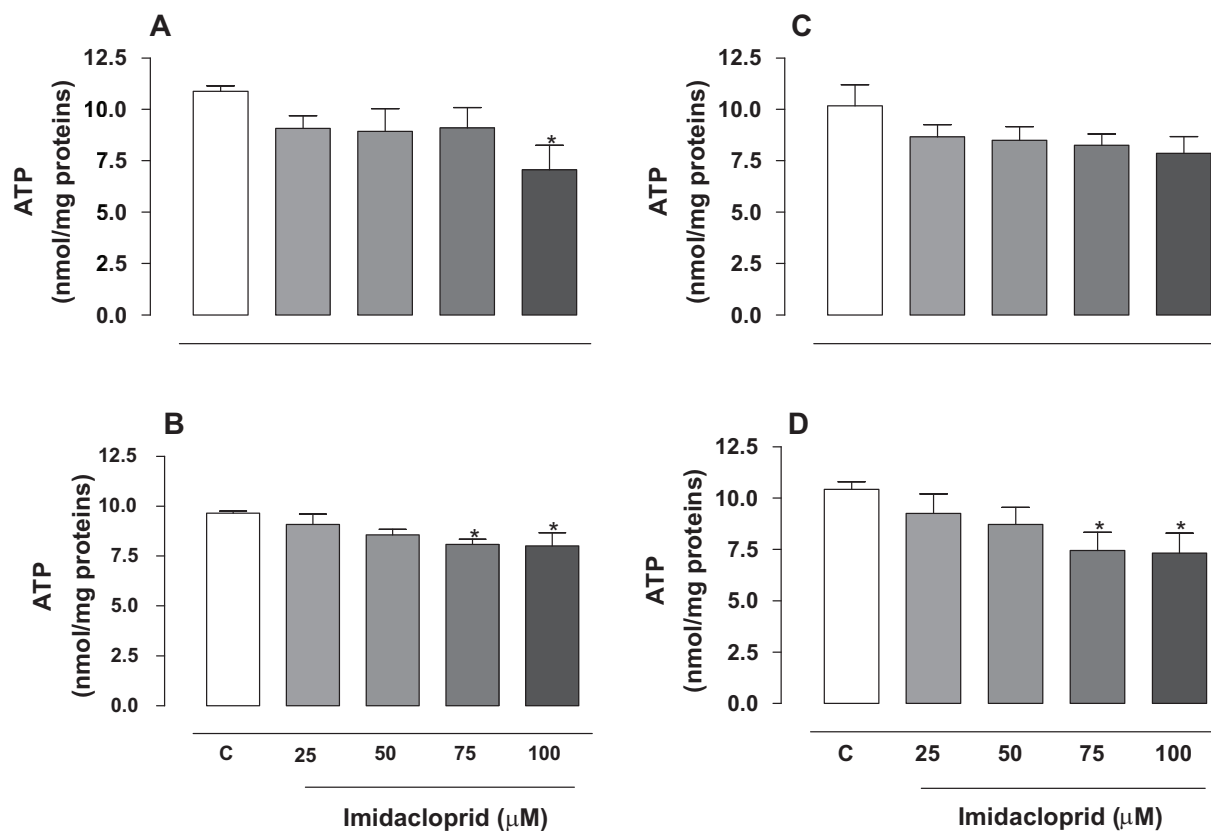 A
ATP
(nmol/mg proteins)
12.5
10.0
7.5
5.0
2.5
0.0
*
C
ATP
(nmol/mg proteins)
12.5
10.0
7.5
5.0
2.5
0.0
B
ATP
(nmol/mg proteins)
12.5
10.0
7.5
5.0
2.5
0.0
* *
C 25 50 75 100
Imidacloprid (μM)
D
ATP
(nmol/mg proteins)
12.5
10.0
7.5
5.0
2.5
0.0
* *
C 25 50 75 100
Imidacloprid (μM)